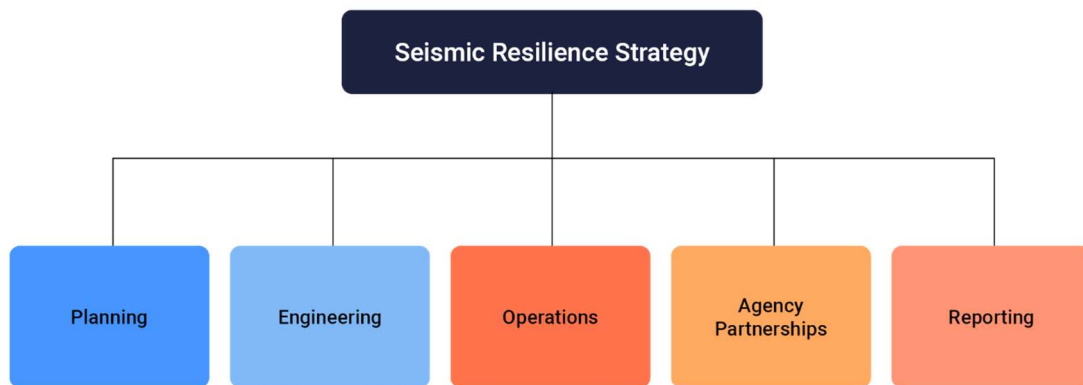 Seismic Resilience Strategy
Planning
Engineering
Operations
Agency
Partnerships
Reporting